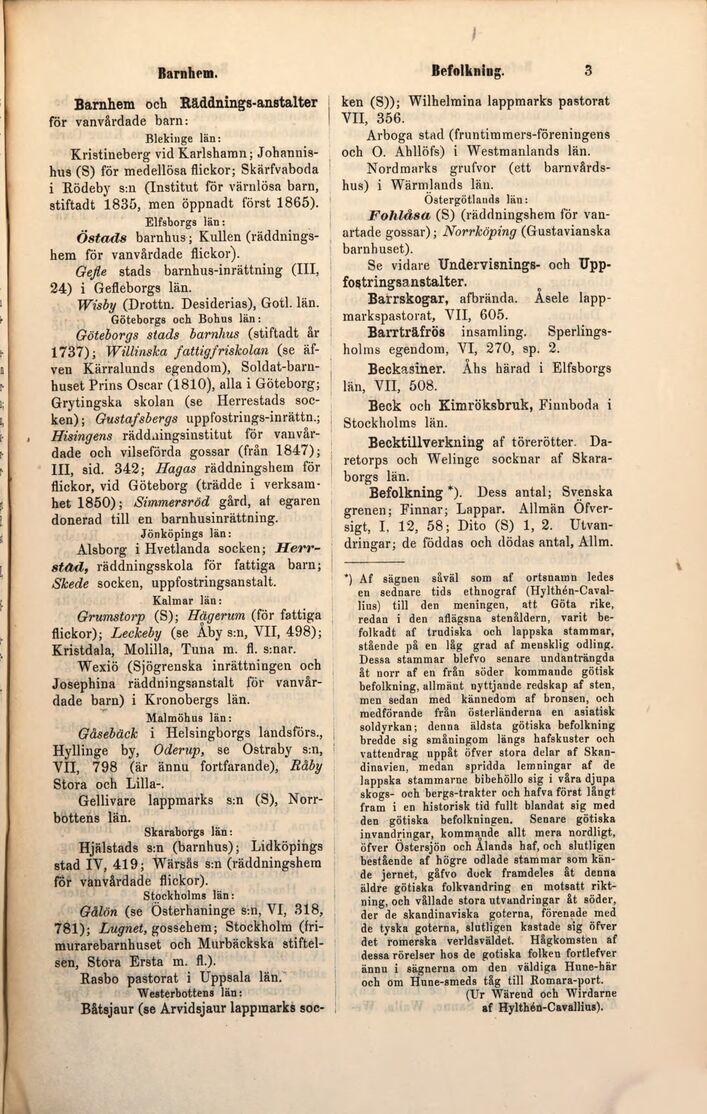 Barnhem.
Befolkning. 3
Barnhem och Räddnings-anstalter
för vanvårdade barn:
Blekinge län:
Kristineberg vid Karlshamn; Johannis-
hus (S) för medellösa flickor; Skärfvaboda
i Rödeby s:n (Institut för värnlösa barn,
stiftadt 1835, men öppnadt först 1865).
Elfsborgs län:
Östads barnhus; Kullen (räddnings-
hem för vanvårdade flickor).
Gefle stads barnhus-inrättning (III,
24) i Gefleborgs län.
Wisby (Drottn. Desiderias), Gotl. län.
Göteborgs och Bohus län:
Göteborgs stads barnhus (stiftadt år
1737); Willinska fattigfriskolan (se äf-
ven Kärralunds egendom), Soldat-barn-
huset Prins Oscar (1810), alla i Göteborg;
Grytingska skolan (se Herrestads soc-
ken); Gustafsbergs uppfostrings-inrättn.;
Hisingens räddningsinstitut för vanvår-
dade och vilseförda gossar (från 1847);
III, sid. 342; Hagas räddningshem för
flickor, vid Göteborg (trädde i verksam-
het 1850); Simmersröd gård, af egaren
donerad till en barnhusinrättning.
Jönköpings län:
Alsborg i Hvetlanda socken; Herr-
stad, räddningsskola för fattiga barn;
Skede socken, uppfostringsanstalt.
Kalmar län:
Grumstorp (S); Hägerum (för fattiga
flickor); Leckeby (se Åby s:n, VII, 498);
Kristdala, Molilla, Tuna m. fl. s:nar.
Wexiö (Sjögrenska inrättningen och
Josephina räddningsanstalt för vanvår-
dade barn) i Kronobergs län.
Malmöhus län:
Gåsebäck i Helsingborgs landsförs.,
Hyllinge by, Oderup, se Ostraby s:n,
VII, 798 (är ännu fortfarande), Råby
Stora och Lilla-.
Gellivare lappmarks s:n (S), Norr-
bottens län.
Skaraborgs län:
Hjälstads s:n (barnhus); Lidköpings
stad IV, 419; Wärsås s:n (räddningshem
för vanvårdade flickor).
Stockholms län:
Gålön (se Österhaninge s:n, VI, 318,
781); Lugnet, gossehem; Stockholm (fri-
murarebarnhuset och Murbäckska stiftel-
sen, Stora Ersta m. fl.).
Rasbo pastorat i Uppsala län.
Westerbottens län:
Båtsjaur (se Arvidsjaur lappmarks soc-
ken (S)); Wilhelmina lappmarks pastorat
VII, 356.
Arboga stad (fruntimmers-föreningens
och O. Ahllöfs) i Westmanlands län.
Nordmarks grufvor (ett barnvårds-
hus) i Wärmlands län.
Östergötlands län:
Fohlåsa (S) (räddningshem för van-
artade gossar); Norrköping (Gustavianska
barnhuset).
Se vidare Undervisnings- och Upp-
fostringsanstalter.
Barrskogar, afbrända. Åsele lapp-
markspastorat, VII, 605.
Barrträfrös insamling. Sperlings-
holms egendom, VI, 270, sp. 2.
Beckasiner. Åhs härad i Elfsborgs
län, VII, 508.
Beck och Kimröksbruk, Finnboda i
Stockholms län.
Becktillverkning af törerötter. Da-
retorps och Welinge socknar af Skara-
borgs län.
Befolkning *). Dess antal; Svenska
grenen; Finnar; Lappar. Allmän Öfver-
sigt, I, 12, 58; Dito (S) 1, 2. Utvan-
dringar; de föddas och dödas antal, Allm.
*) Af sägnen såväl som af ortsnamn ledes
en sednare tids ethnograf (Hylthén-Caval-
lius) till den meningen, att Göta rike,
redan i den aflägsna stenåldern, varit be-
folkadt af trudiska och lappska stammar,
stående på en låg grad af mensklig odling.
Dessa stammar blefvo senare undanträngda
åt norr af en från söder kommande götisk
befolkning, allmänt nyttjande redskap af sten,
men sedan med kännedom af bronsen, och
medförande från österländerna en asiatisk
soldyrkan; denna äldsta götiska befolkning
bredde sig småningom längs hafskuster och
vattendrag uppåt öfver stora delar af Skan-
dinavien, medan spridda lemningar af de
lappska stammarne bibehöllo sig i våra djupa
skogs- och bergs-trakter och hafva först långt
fram i en historisk tid fullt blandat sig med
den götiska befolkningen. Senare götiska
invandringar, kommande allt mera nordligt,
öfver Östersjön och Ålands haf, och slutligen
bestående af högre odlade stammar som kän-
de jernet, gåfvo dock framdeles åt denna
äldre götiska folkvandring en motsatt rikt-
ning, och vållade stora utvandringar åt söder,
der de skandinaviska goterna, förenade med
de tyska goterna, slutligen kastade sig öfver
det romerska verldsväldet. Hågkomsten af
dessa rörelser hos de gotiska folken fortlefver
ännu i sägnerna om den väldiga Hune-här
och om Hune-smeds tåg till Romara-port.
(Ur Wärend och Wirdarne
af Hylthén-Cavallius).